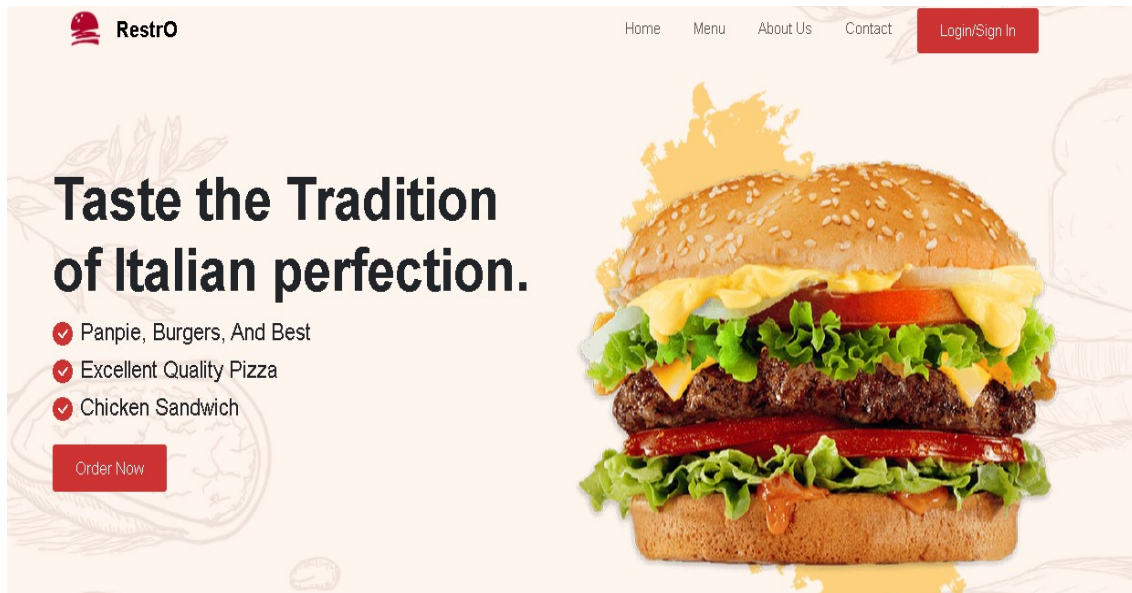 RestrO
Home Menu About Us Contact Login/Sign In
Taste the Tradition
of Italian perfection.
Panpie, Burgers, And Best
Excellent Quality Pizza
Chicken Sandwich
Order Now